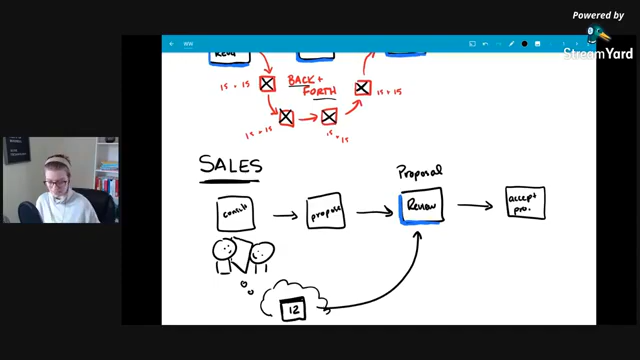 Powered by
StreamYard
WW
15 + 15
BACK +
FORTH
15 + 15
15 + 15
15 + 15
SALES
Proposal
consult
propose
REVIEW
accept
pro.
12